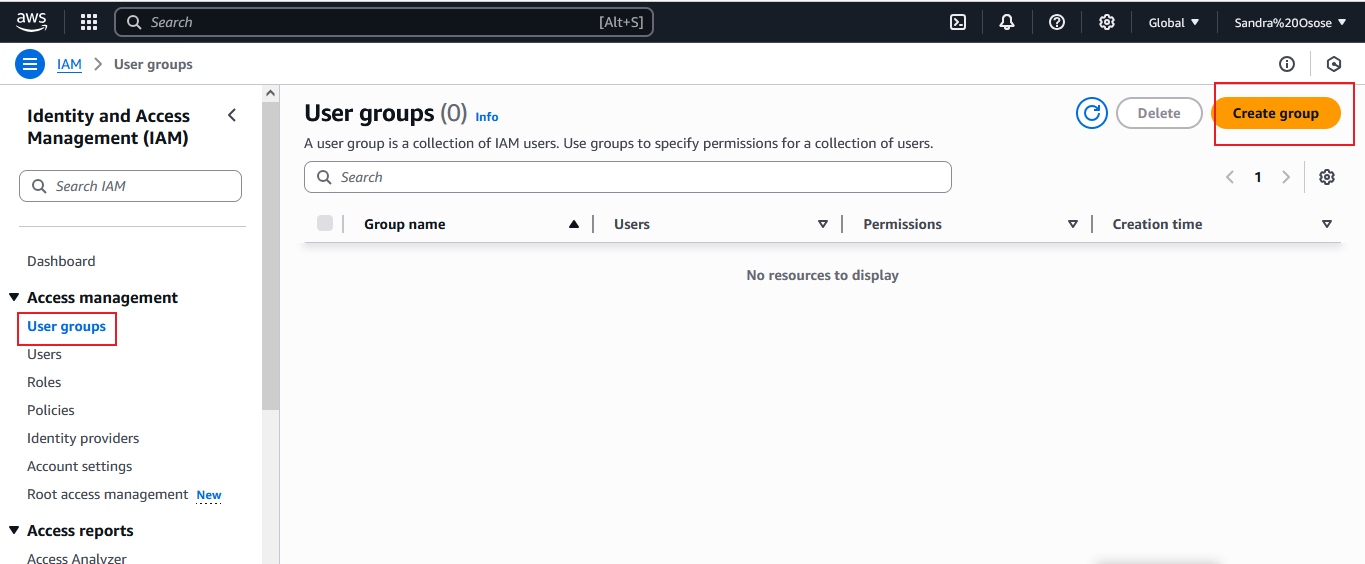 aws
Search [Alt+S] Global Sandra%20Osose
IAM > User groups
Identity and Access
Management (IAM)
Search IAM
Dashboard
Access management
User groups
Users
Roles
Policies
Identity providers
Account settings
Root access management New
Access reports
Access Analyzer
User groups (0) Info
Delete
Create group
A user group is a collection of IAM users. Use groups to specify permissions for a collection of users.
Search
1
Group name Users Permissions Creation time
No resources to display